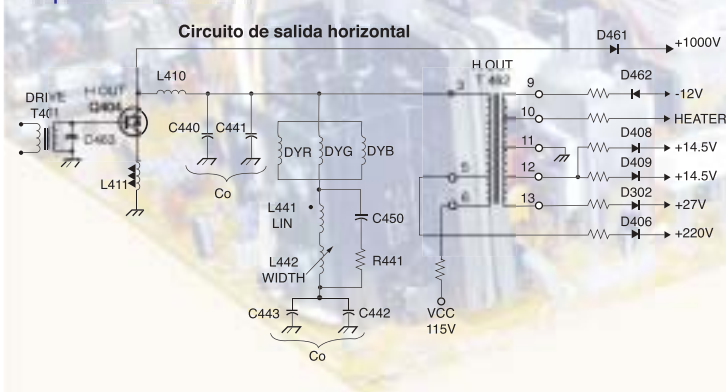 Circuito de salida horizontal
D461
+1000V
L410
H OUT
D462
9
-12V
DRIVE
T401
H OUT
Q404
3
10
HEATER
C440
C441
D408
11
+14.5V
DYR
DYG
DYB
D409
5
12
+14.5V
L411
Co
D302
6
13
+27V
L441
LIN
C450
D406
+220V
L442
WIDTH
R441
C443
C442
VCC
115V
Co